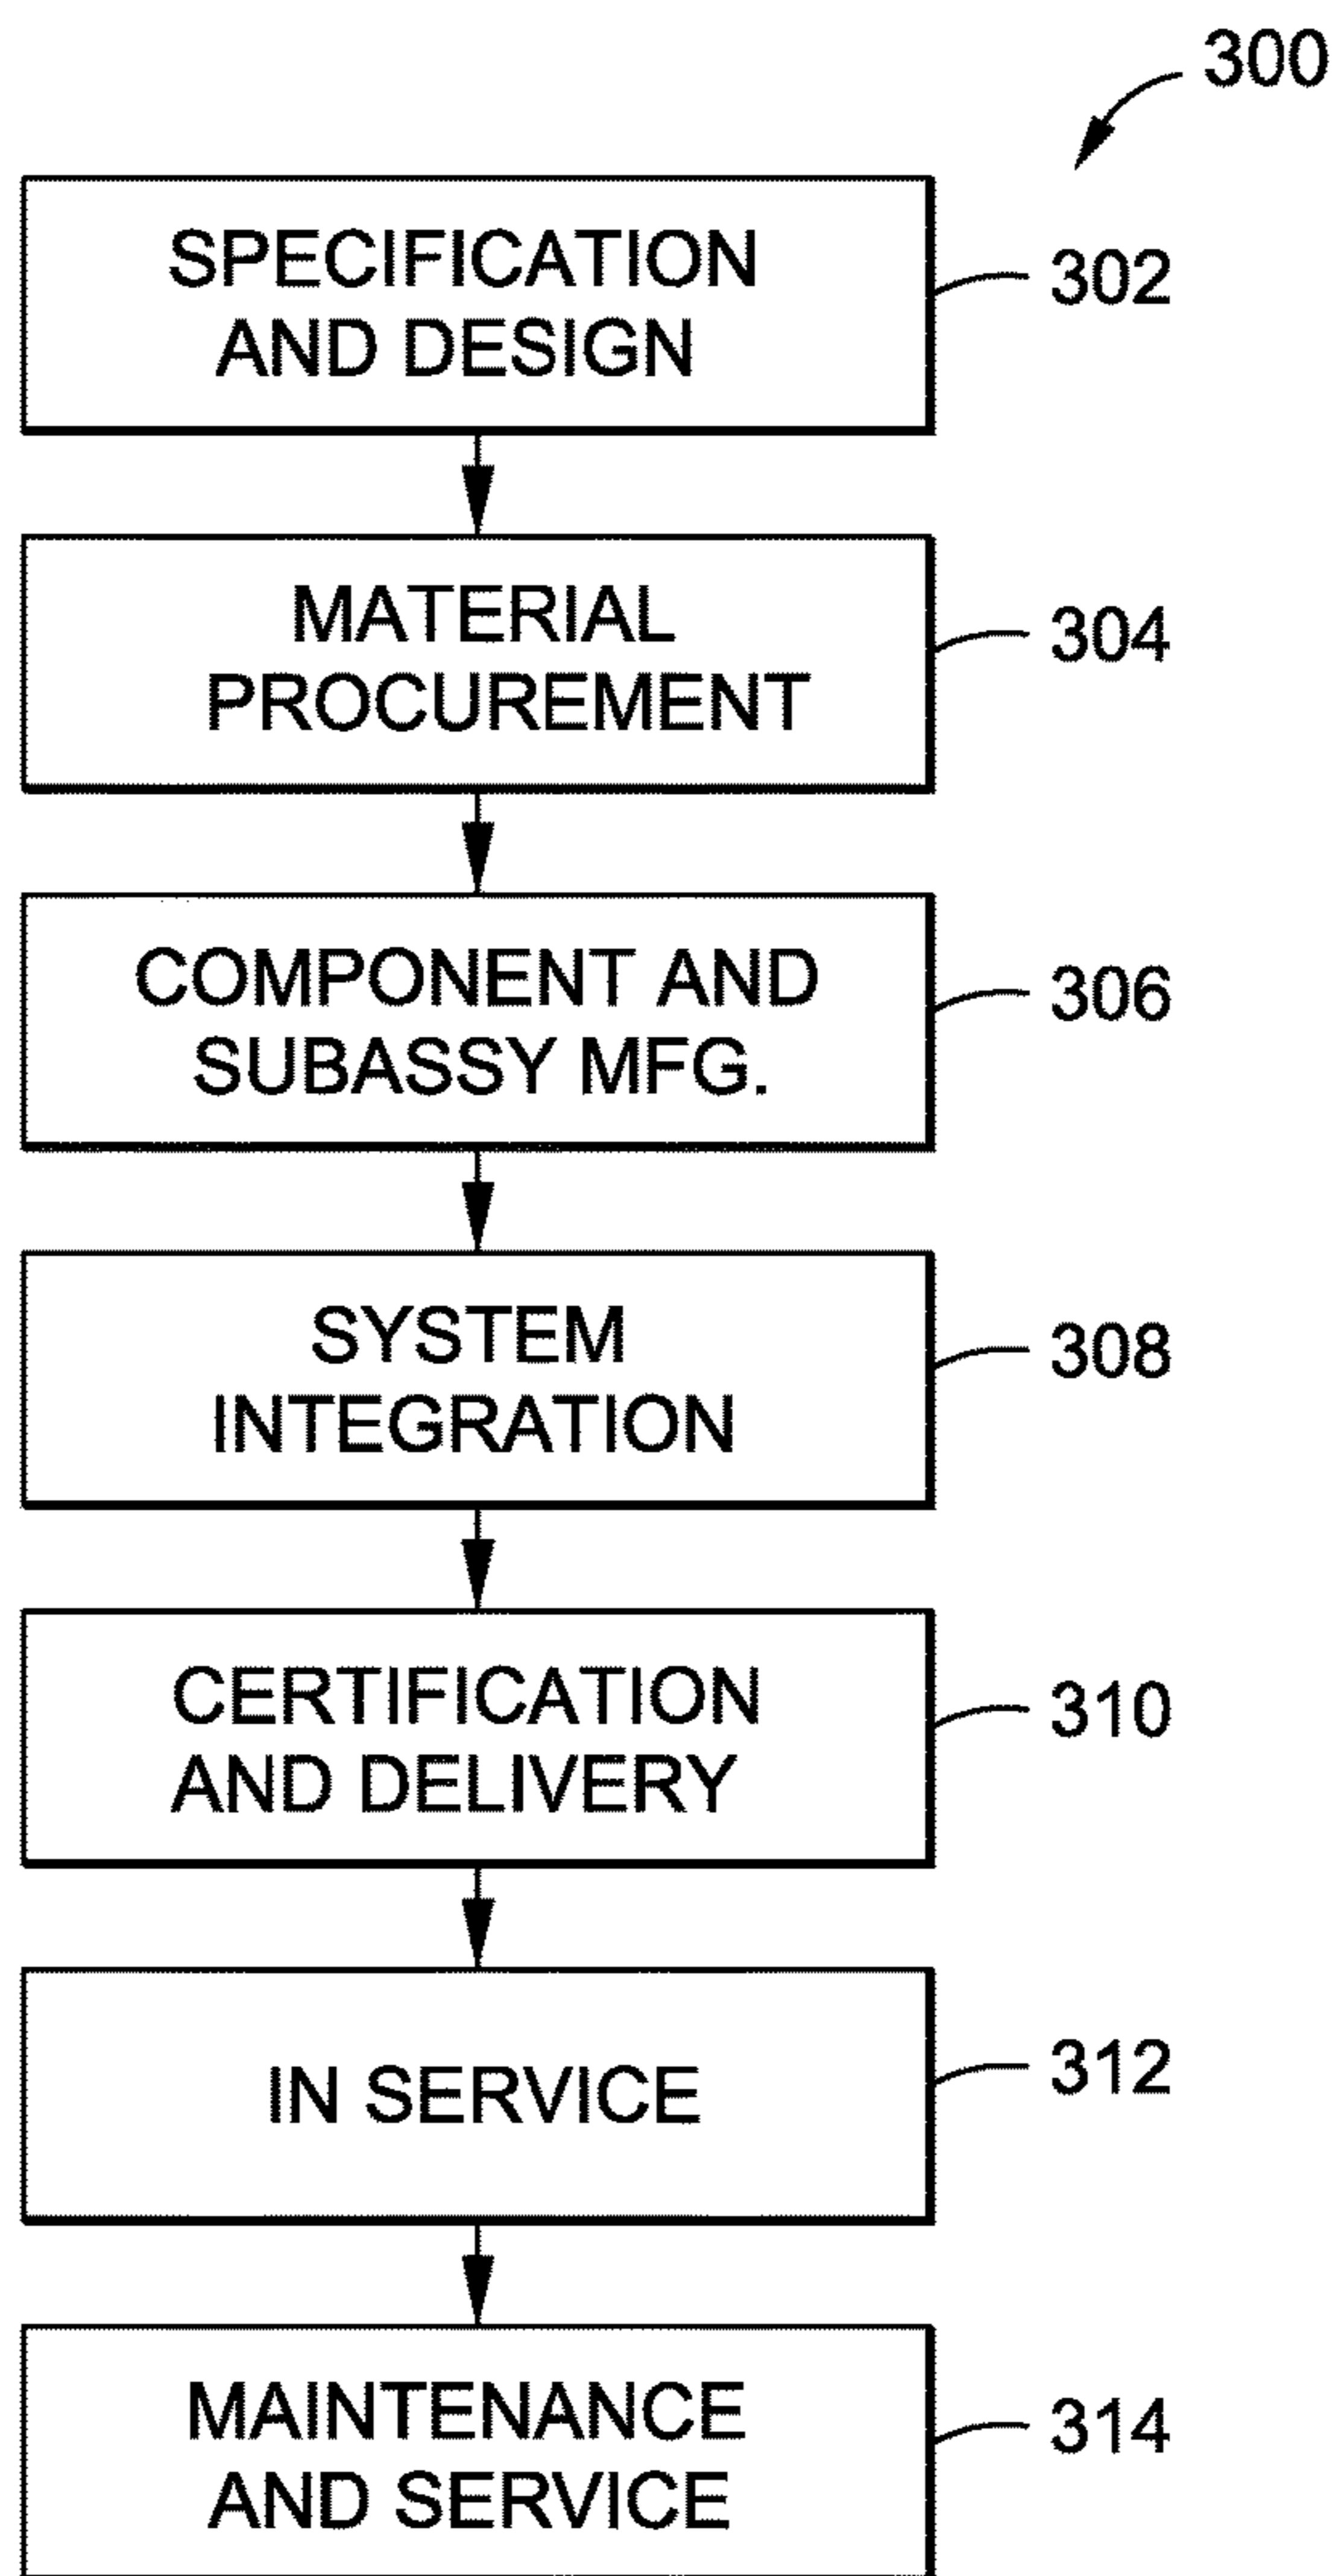 300
SPECIFICATION
AND DESIGN
302
MATERIAL
PROCUREMENT
304
COMPONENT AND
SUBASSY MFG.
306
SYSTEM
INTEGRATION
308
CERTIFICATION
AND DELIVERY
310
IN SERVICE
312
MAINTENANCE
AND SERVICE
314